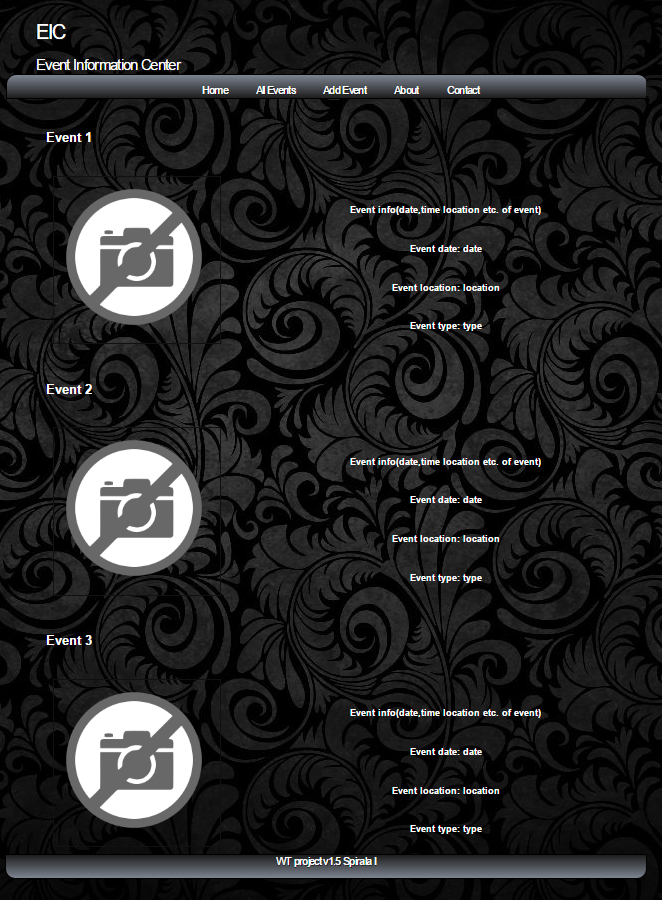 EIC
Event Information Center
Home All Events Add Event About Contact
Event 1
Event info(date,time location etc. of event)
Event date: date
Event location: location
Event type: type
Event 2
Event info(date,time location etc. of event)
Event date: date
Event location: location
Event type: type
Event 3
Event info(date,time location etc. of event)
Event date: date
Event location: location
Event type: type
WT project v1.5 Spirala I